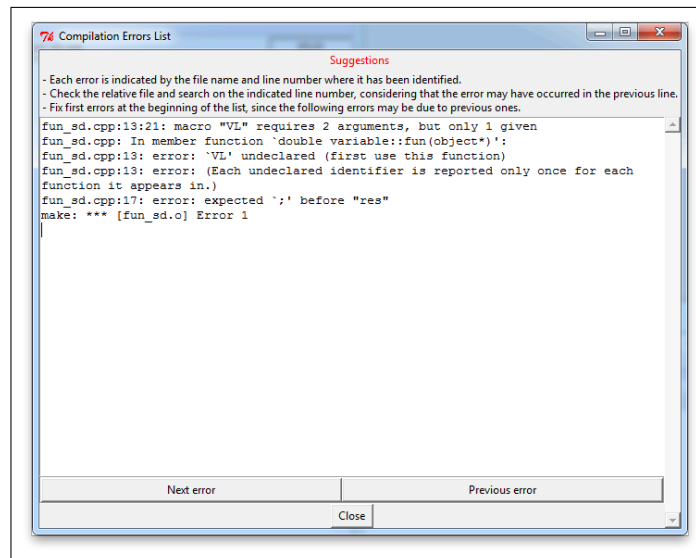 Compilation Errors List
Suggestions
- Each error is indicated by the file name and line number where it has been identified.
- Check the relative file and search on the indicated line number, considering that the error may have occurred in the previous line.
- Fix first errors at the beginning of the list, since the following errors may be due to previous ones.
fun_sd.cpp:13:21: macro "VL" requires 2 arguments, but only 1 given
fun_sd.cpp: In member function `double variable::fun(object*)':
fun_sd.cpp:13: error: `VL' undeclared (first use this function)
fun_sd.cpp:13: error: (Each undeclared identifier is reported only once for each
function it appears in.)
fun_sd.cpp:17: error: expected `;' before "res"
make: *** [fun_sd.o] Error 1
Next error
Previous error
Close